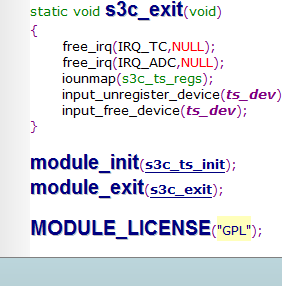 static void s3c_exit(void)
{
free_irq(IRQ_TC,NULL);
free_irq(IRQ_ADC,NULL);
iounmap(s3c_ts_regs);
input_unregister_device(ts_dev)
input_free_device(ts_dev);
}
module_init(s3c_ts_init);
module_exit(s3c_exit);
MODULE_LICENSE("GPL");